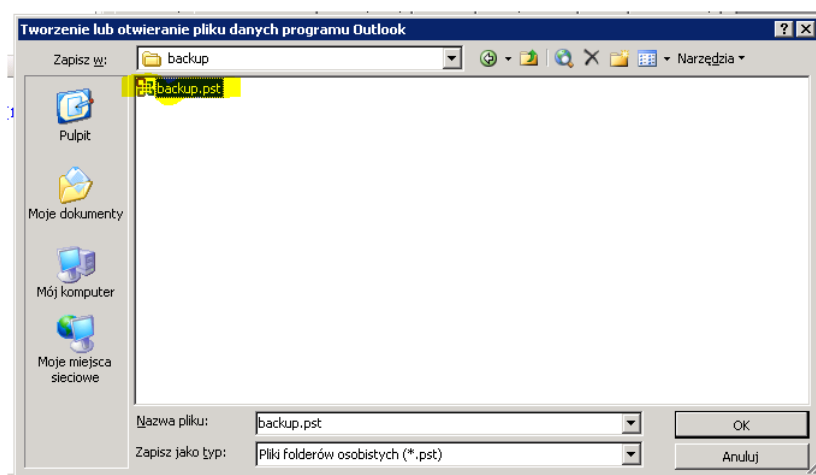 Tworzenie lub otwieranie pliku danych programu Outlook
Zapisz w: backup Narzędzia
backup.pst
Pulpit
Moje dokumenty
Mój komputer
Moje miejsca
sieciowe
Nazwa pliku: backup.pst OK
Zapisz jako typ: Pliki folderów osobistych (*.pst) Anuluj